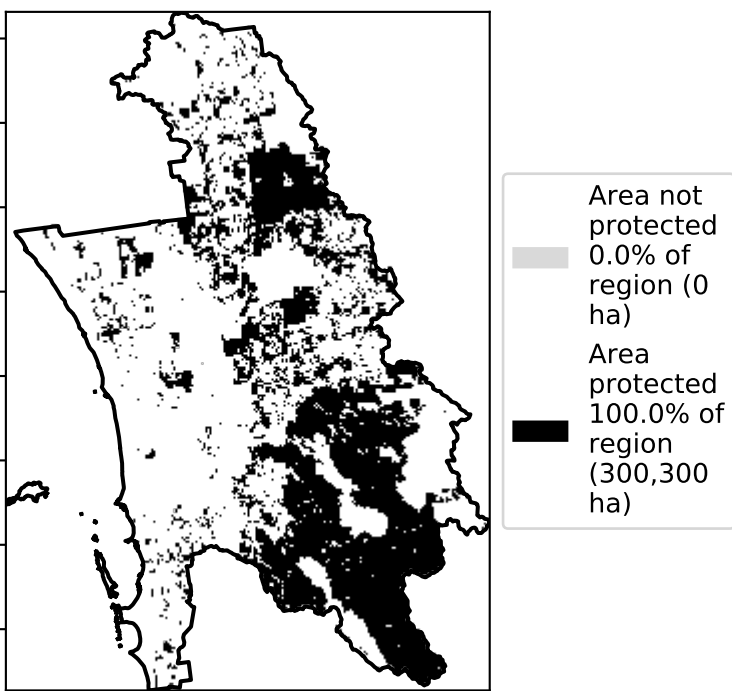 Area not
protected
0.0% of
region (0
ha)
Area
protected
100.0% of
region
(300,300
ha)